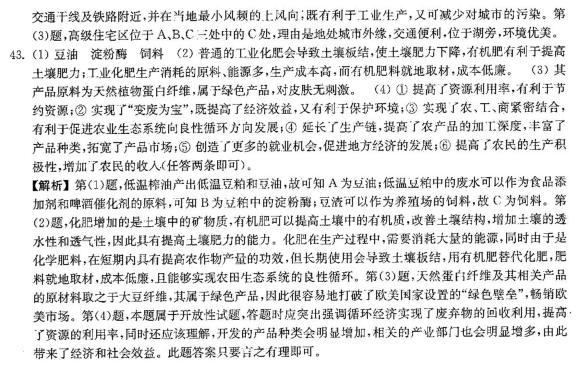 交通干线及铁路附近,并在当地最小风频的上风向;既有利于工业生产,又可减少对城市的污染。第
(3)题,高级住宅区位于A、B、C三处中的C处,理由是地处城市外缘,交通便利,位于湖旁,环境优美。
43. (1) 豆油 淀粉酶 饲料 (2) 普通的工业化肥会导致土壤板结,使土壤肥力下降,有机肥有利于提高
土壤肥力;工业化肥生产消耗的原料、能源多,生产成本高,而有机肥料就地取材,成本低廉。 (3) 其
产品原料为天然植物蛋白纤维,属于绿色产品,对皮肤无刺激。 (4) ① 提高了资源利用率,有利于节
约资源;② 实现了“变废为宝”,既提高了经济效益,又有利于保护环境;③ 实现了农、工、商紧密结合,
有利于促进农业生态系统向良性循环方向发展;④ 延长了生产链,提高了农产品的加工深度,丰富了
产品种类,拓宽了产品市场;⑤ 创造了更多的就业机会,促进地方经济的发展;⑥ 提高了农民的生产积
极性,增加了农民的收入(任答两条即可)。
【解析】第(1)题,低温榨油产出低温豆粕和豆油,故可知A为豆油;低温豆粕中的废水可以作为食品添
加剂和啤酒催化剂的原料,可知B为豆粕中的淀粉酶;豆渣可以作为养殖场的饲料,故C为饲料。第
(2)题,化肥增加的是土壤中的矿物质,有机肥可以提高土壤中的有机质,改善土壤结构,增加土壤的透
水性和透气性,因此具有提高土壤肥力的能力。化肥在生产过程中,需要消耗大量的能源,同时由于是
化学肥料,在短期内具有提高农作物产量的功效,但长期使用会导致土壤板结,用有机肥替代化肥,肥
料就地取材,成本低廉,且能够实现农田生态系统的良性循环。第(3)题,天然蛋白纤维及其相关产品
的原材料取之于大豆纤维,其属于绿色产品,因此很容易地打破了欧美国家设置的“绿色壁垒”,畅销欧
美市场。第(4)题,本题属于开放性试题,答题时应突出强调循环经济实现了废弃物的回收利用,提高
了资源的利用率,同时还应该理解,开发的产品种类会明显增加,相关的产业部门也会明显增多,由此
带来了经济和社会效益。此题答案只要言之有理即可。